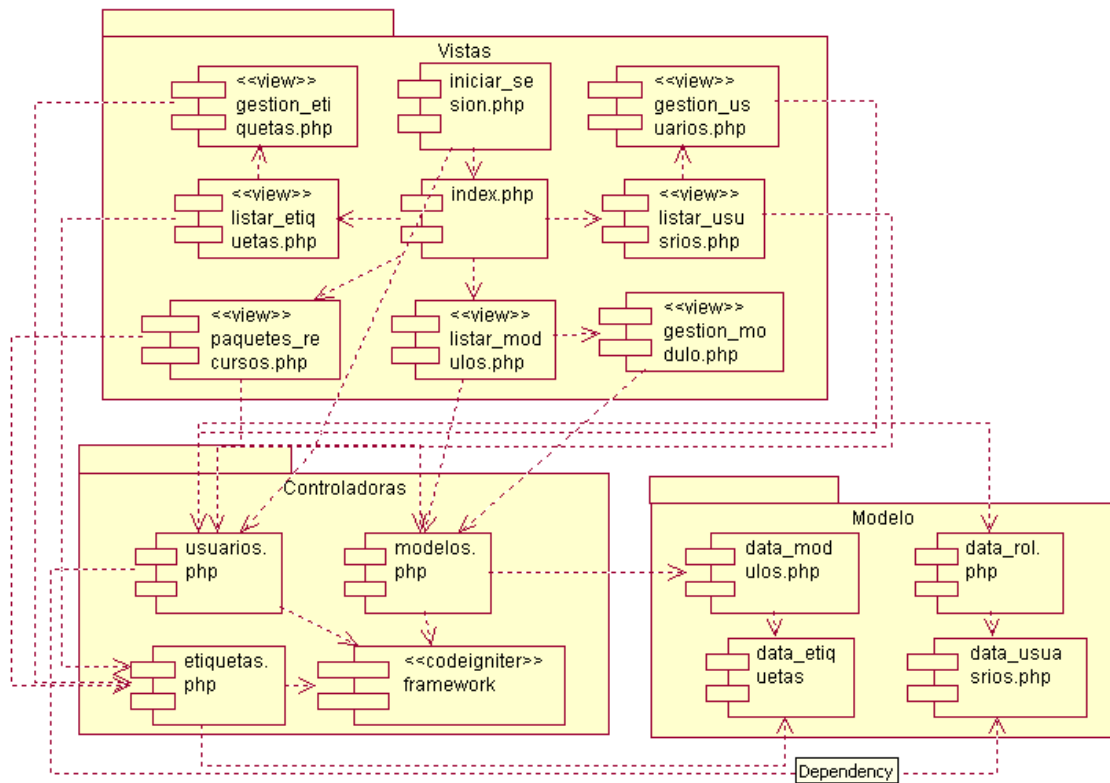 Vistas
<<view>>
gestion_eti
quetas.php
iniciar_se
sion.php
<<view>>
gestion_us
uarios.php
<<view>>
listar_etiq
uetas.php
index.php
<<view>>
listar_usu
srios.php
<<view>>
paquetes_re
cursos.php
<<view>>
listar_mod
ulos.php
<<view>>
gestion_mo
dulo.php
Controladoras
usuarios.
php
modelos.
php
etiquetas.
php
<<codeigniter>>
framework
Modelo
data_mod
ulos.php
data_rol.
php
data_etiq
uetas
data_usua
srios.php
Dependency